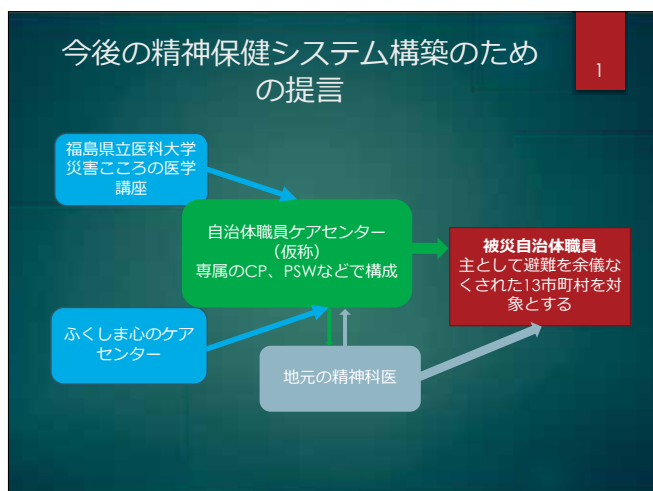 今後の精神保健システム構築のため
の提言
1
福島県立医科大学
災害こころの医学
講座
自治体職員ケアセンター
(仮称)
専属のCP、PSWなどで構成
被災自治体職員
主として避難を余儀な
くされた13市町村を対
象とする
ふくしま心のケア
センター
地元の精神科医